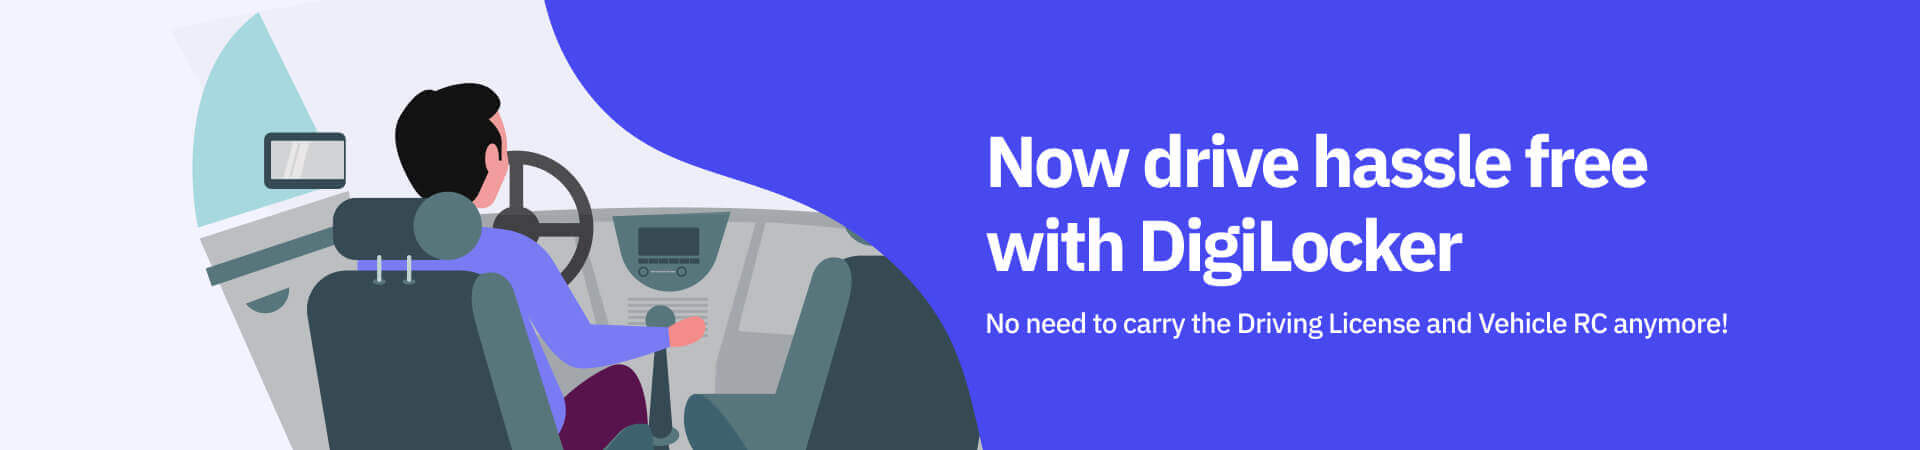 Now drive hassle free
with DigiLocker
No need to carry the Driving License and Vehicle RC anymore!